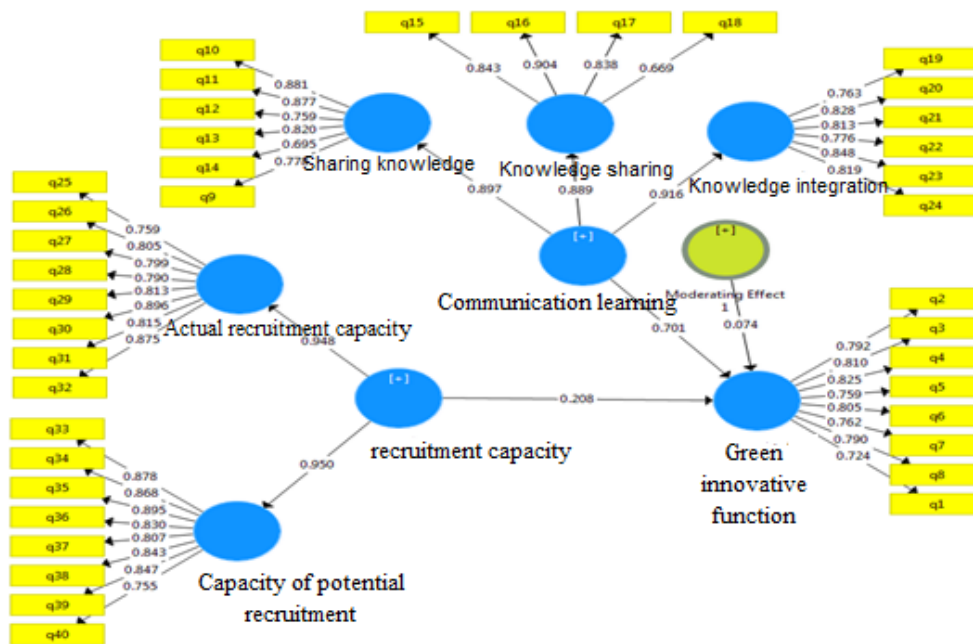 q15
q16
q17
q18
0.843
0.904
0.838
0.669
Knowledge sharing
q10
q11
q12
q13
q14
q9
0.881
0.877
0.759
0.820
0.695
Sharing knowledge
q19
q20
q21
q22
q23
q24
0.763
0.828
0.813
0.776
0.848
0.819
Knowledge integration
0.897
0.889
0.916
[+]
Communication learning
[+]
Moderating Effect
1
0.701
0.074
q25
q26
q27
q28
q29
q30
q31
q32
0.759
0.805
0.799
0.790
0.813
0.896
0.815
0.875
Actual recruitment capacity
0.948
[+]
recruitment capacity
0.208
0.950
q2
q3
q4
q5
q6
q7
q8
q1
0.792
0.810
0.825
0.759
0.805
0.762
0.790
0.724
Green
innovative
function
q33
q34
q35
q36
q37
q38
q39
q40
0.878
0.868
0.895
0.830
0.807
0.843
0.847
0.755
Capacity of potential
recruitment